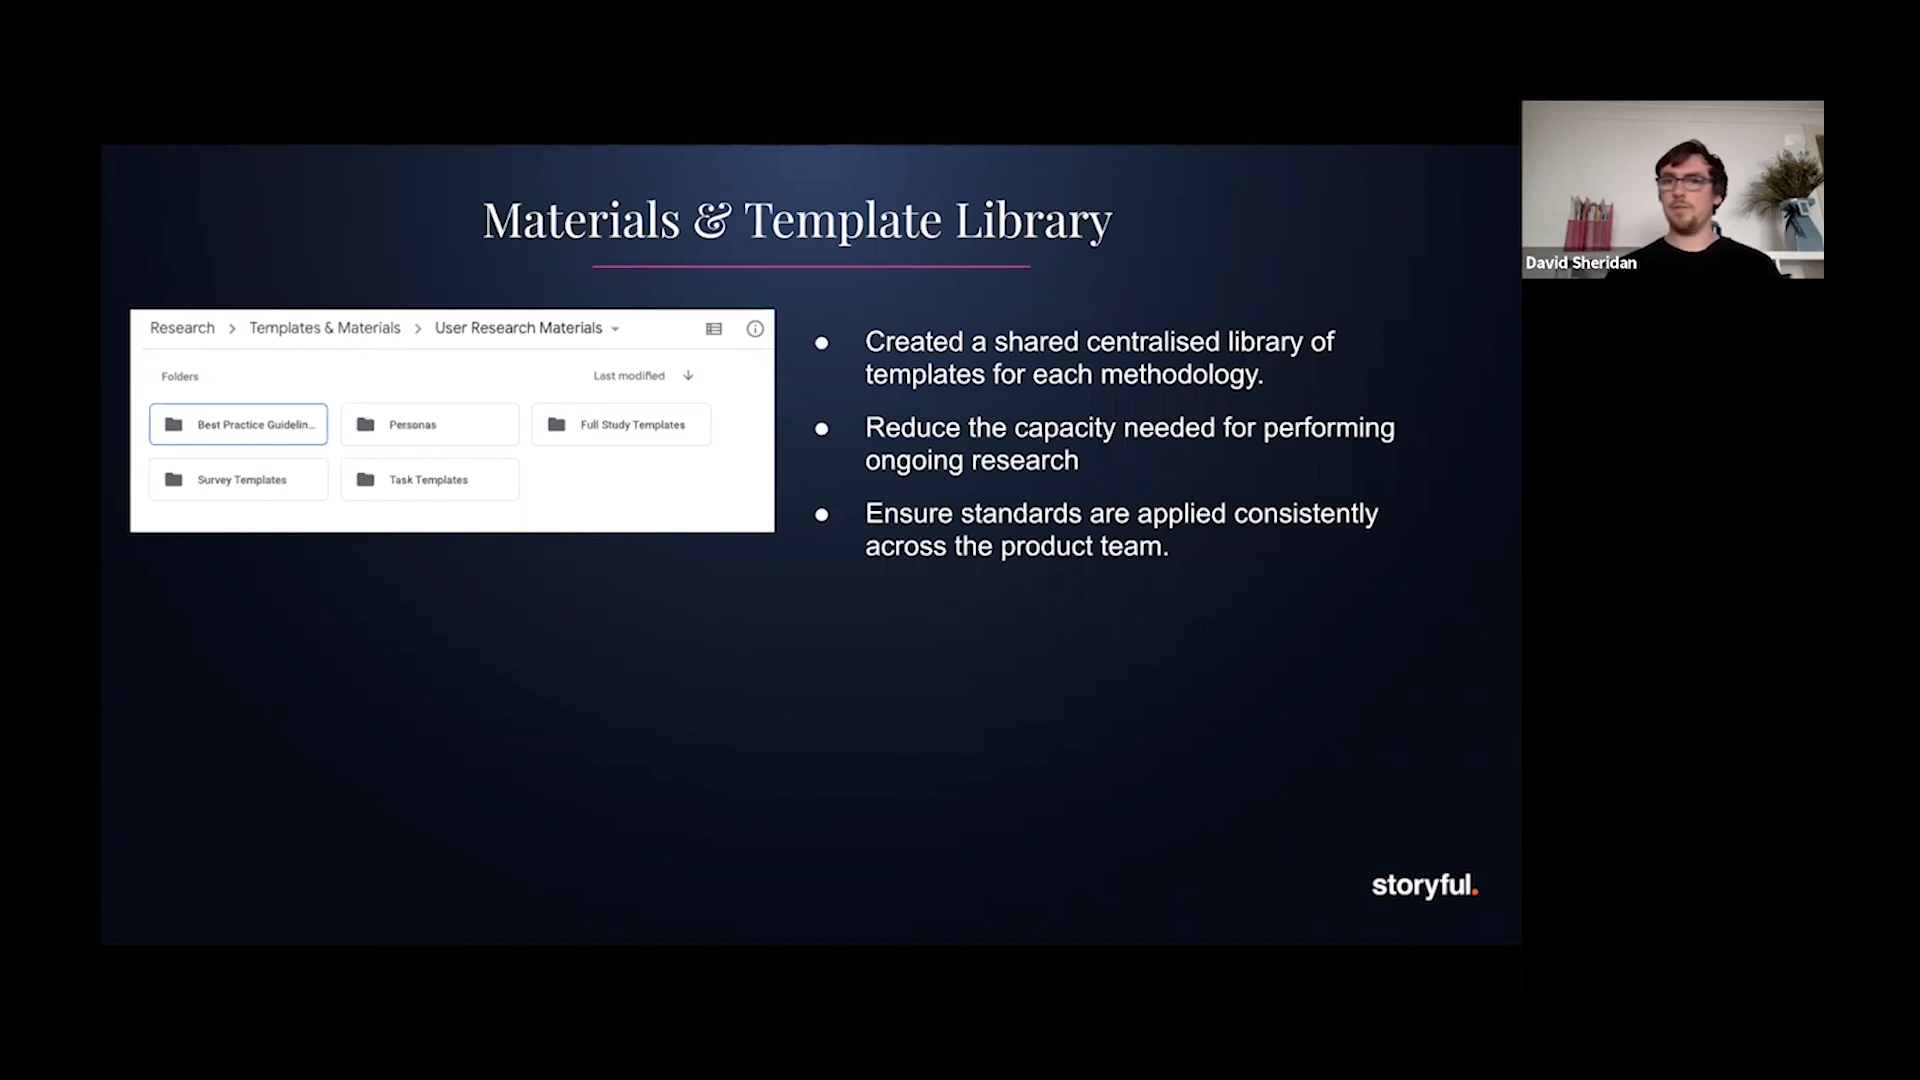 Materials & Template Library
Research > Templates & Materials > User Research Materials
Folders
Last modified
Best Practice Guidelin...
Personas
Full Study Templates
Survey Templates
Task Templates
● Created a shared centralised library of
templates for each methodology.
● Reduce the capacity needed for performing
ongoing research
● Ensure standards are applied consistently
across the product team.
storyful.
David Sheridan